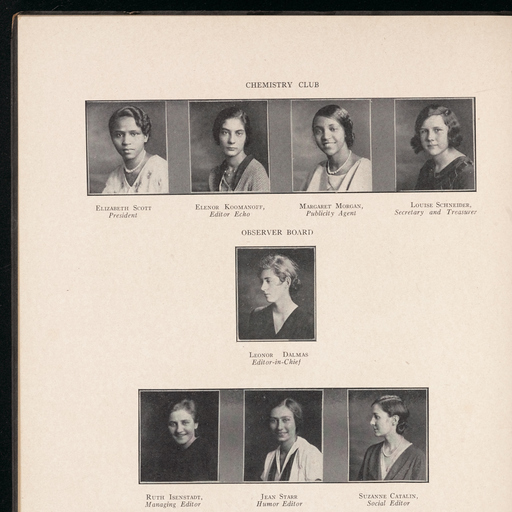 CHEMISTRY CLUB
ELIZABETH SCOTT
President
ELENOR KOOMANOFF,
Editor Echo
MARGARET MORGAN,
Publicity Agent
LOUISE SCHNEIDER,
Secretary and Treasurer
OBSERVER BOARD
LEONOR DALMAS
Editor-in-Chief
RUTH ISENSTADT,
Managing Editor
JEAN STARR
Humor Editor
SUZANNE CATALIN,
Social Editor